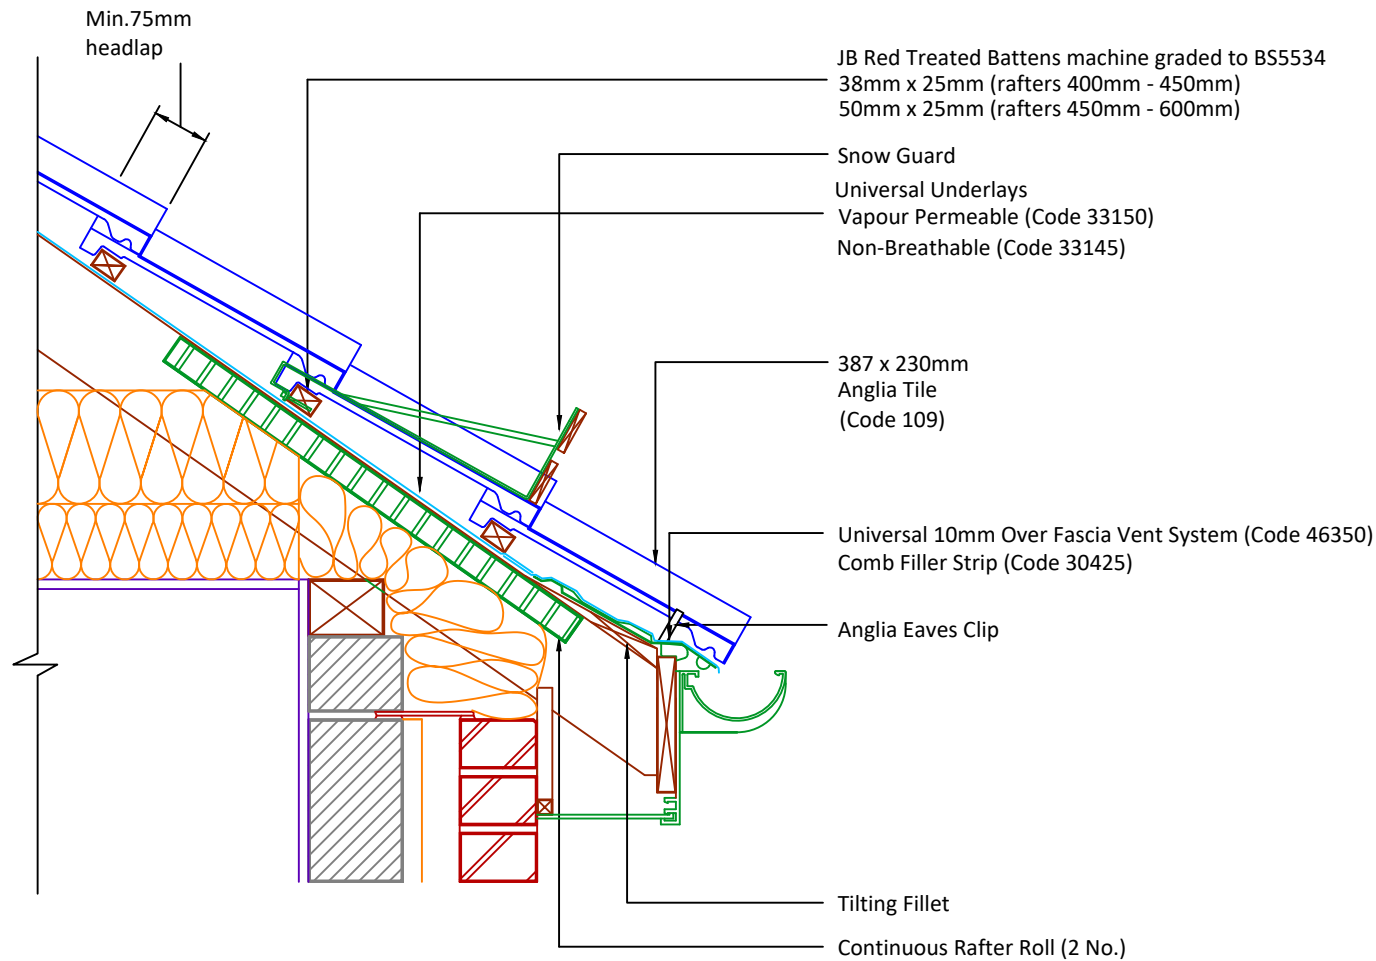 Min.75mm
headlap
JB Red Treated Battens machine graded to BS5534
38mm x 25mm (rafters 400mm - 450mm)
50mm x 25mm (rafters 450mm - 600mm)
Snow Guard
Universal Underlays
Vapour Permeable (Code 33150)
Non-Breathable (Code 33145)
387 x 230mm
Anglia Tile
(Code 109)
Universal 10mm Over Fascia Vent System (Code 46350)
Comb Filler Strip (Code 30425)
Anglia Eaves Clip
Tilting Fillet
Continuous Rafter Roll (2 No.)